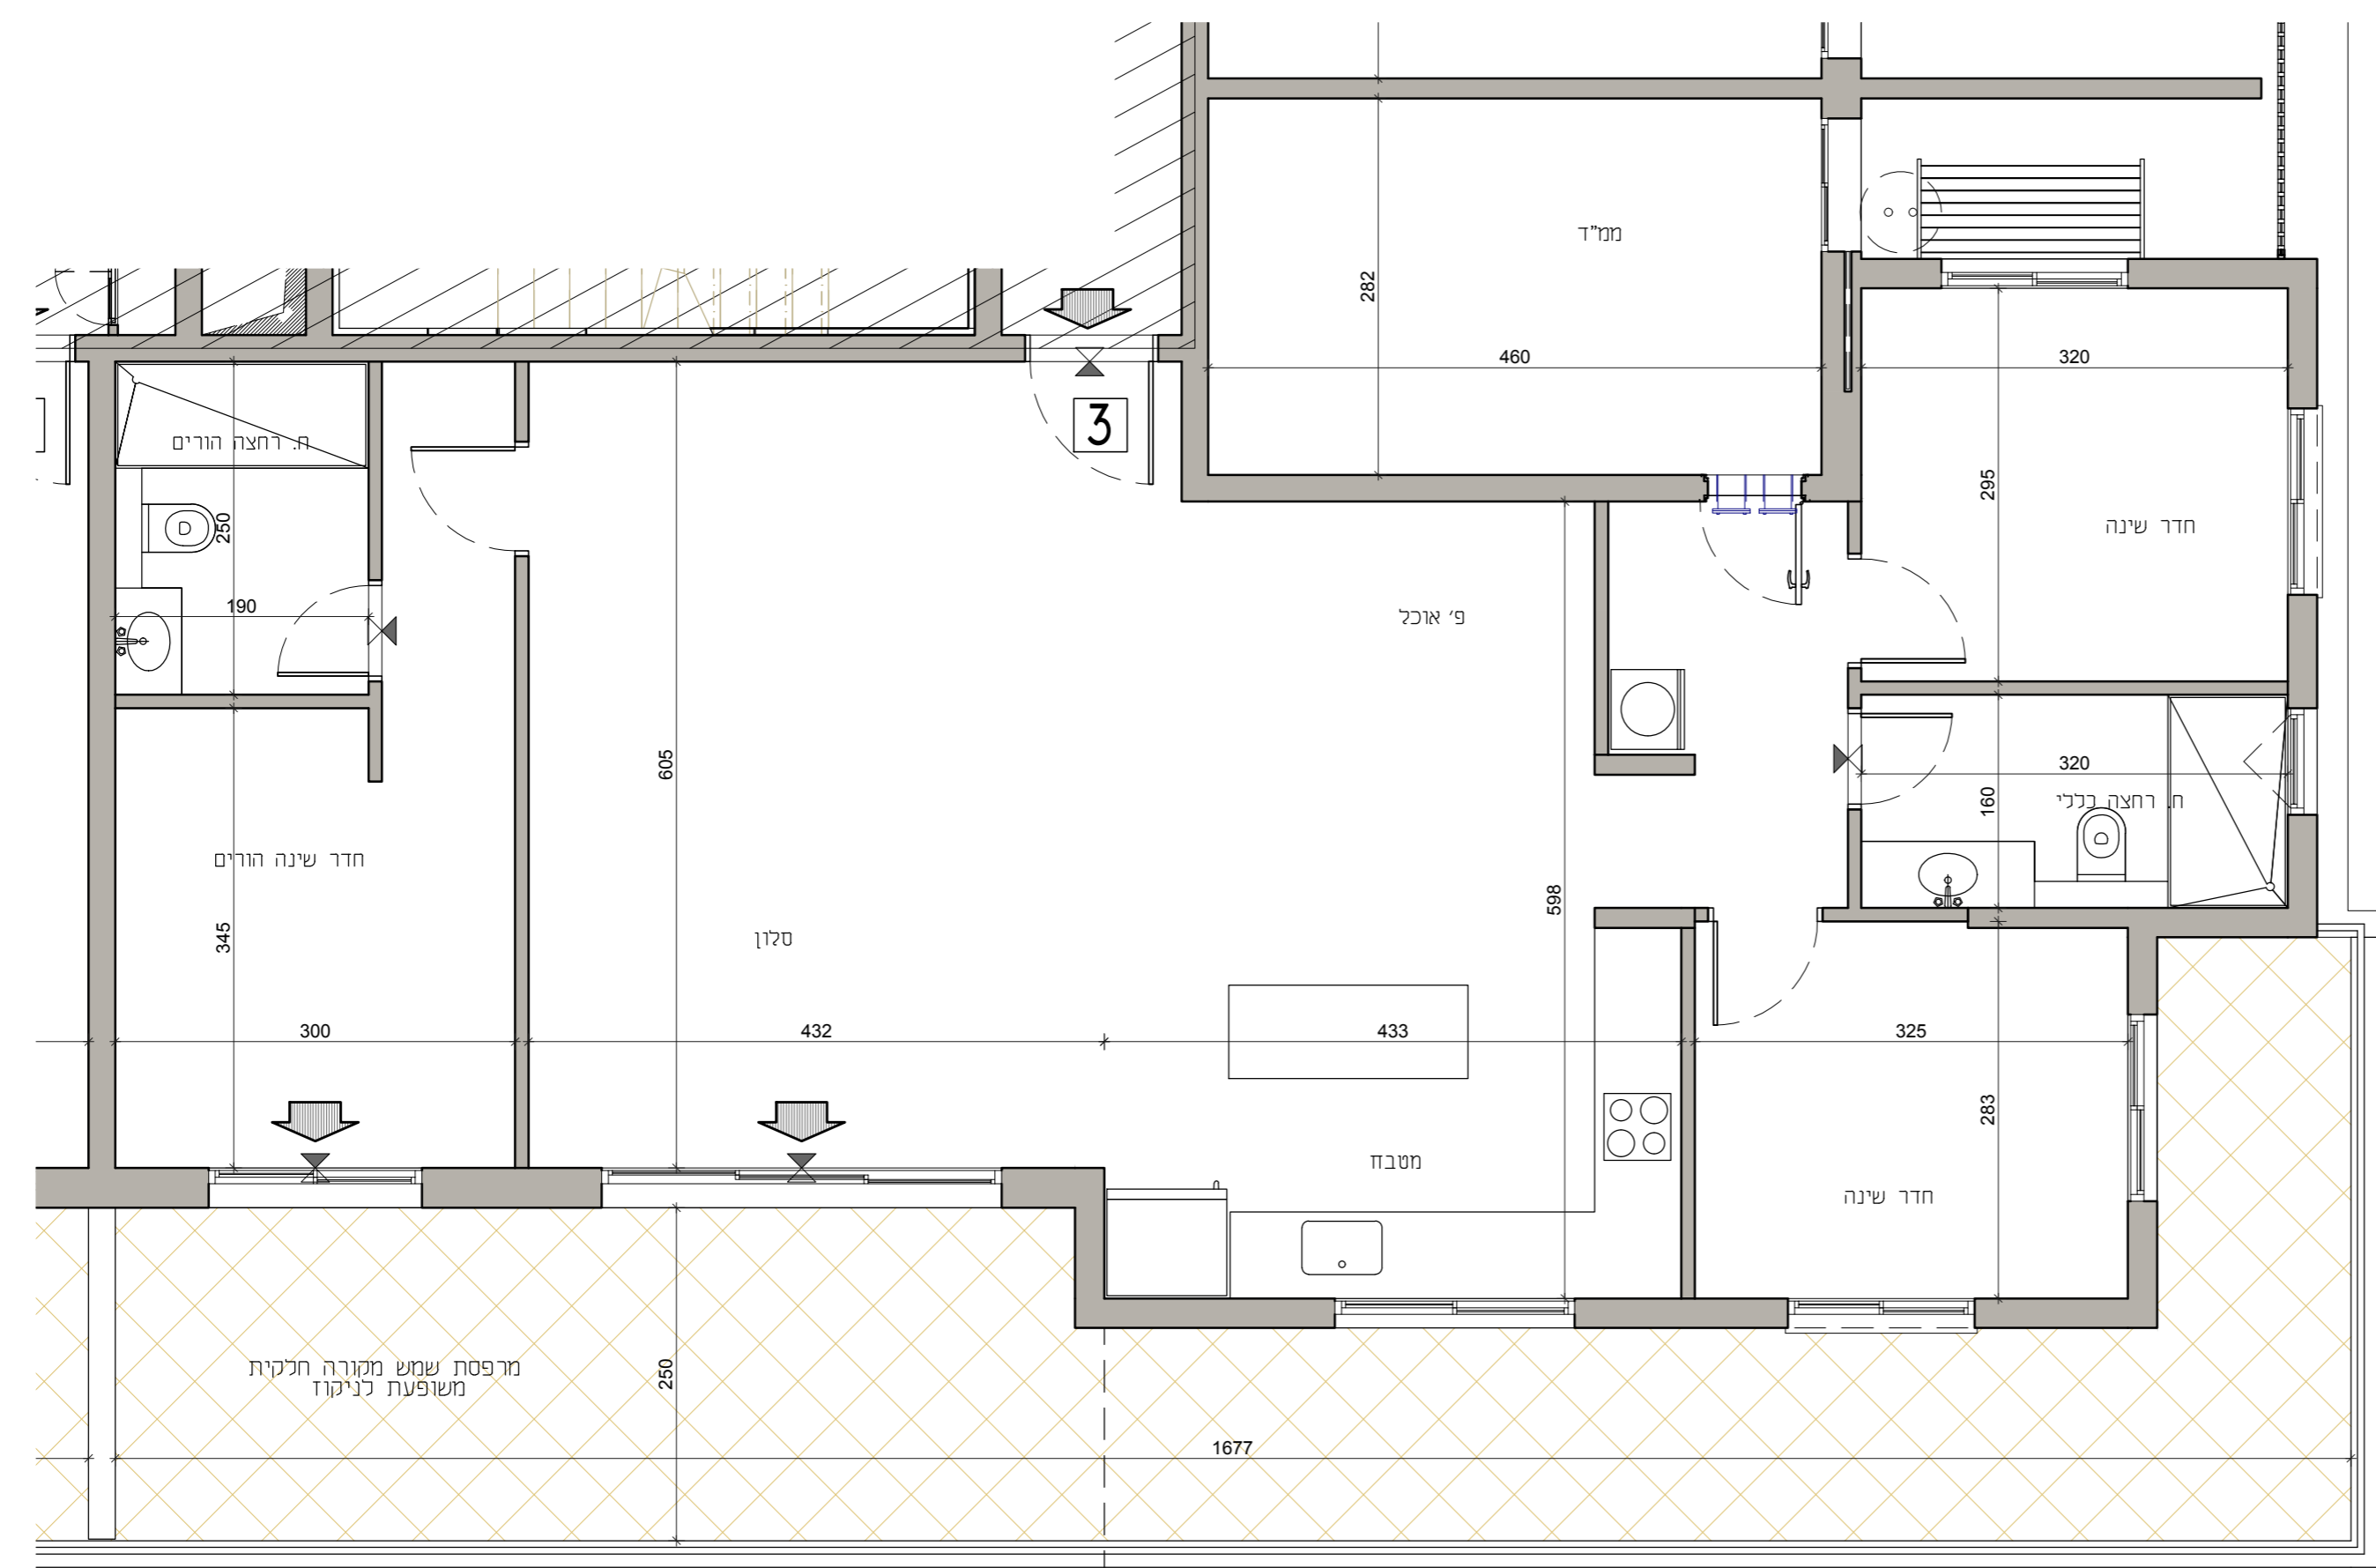 ממ"ד
282
460
320
3
ח. רחצה הורים
295
250
חדר שינה
190
פ' אוכל
605
320
160
ח. רחצה כללי
חדר שינה הורים
598
345
סלון
300
432
433
325
283
מטבח
חדר שינה
מרפסת שמש מקורה חלקית
משופעת לניקוז
250
1677